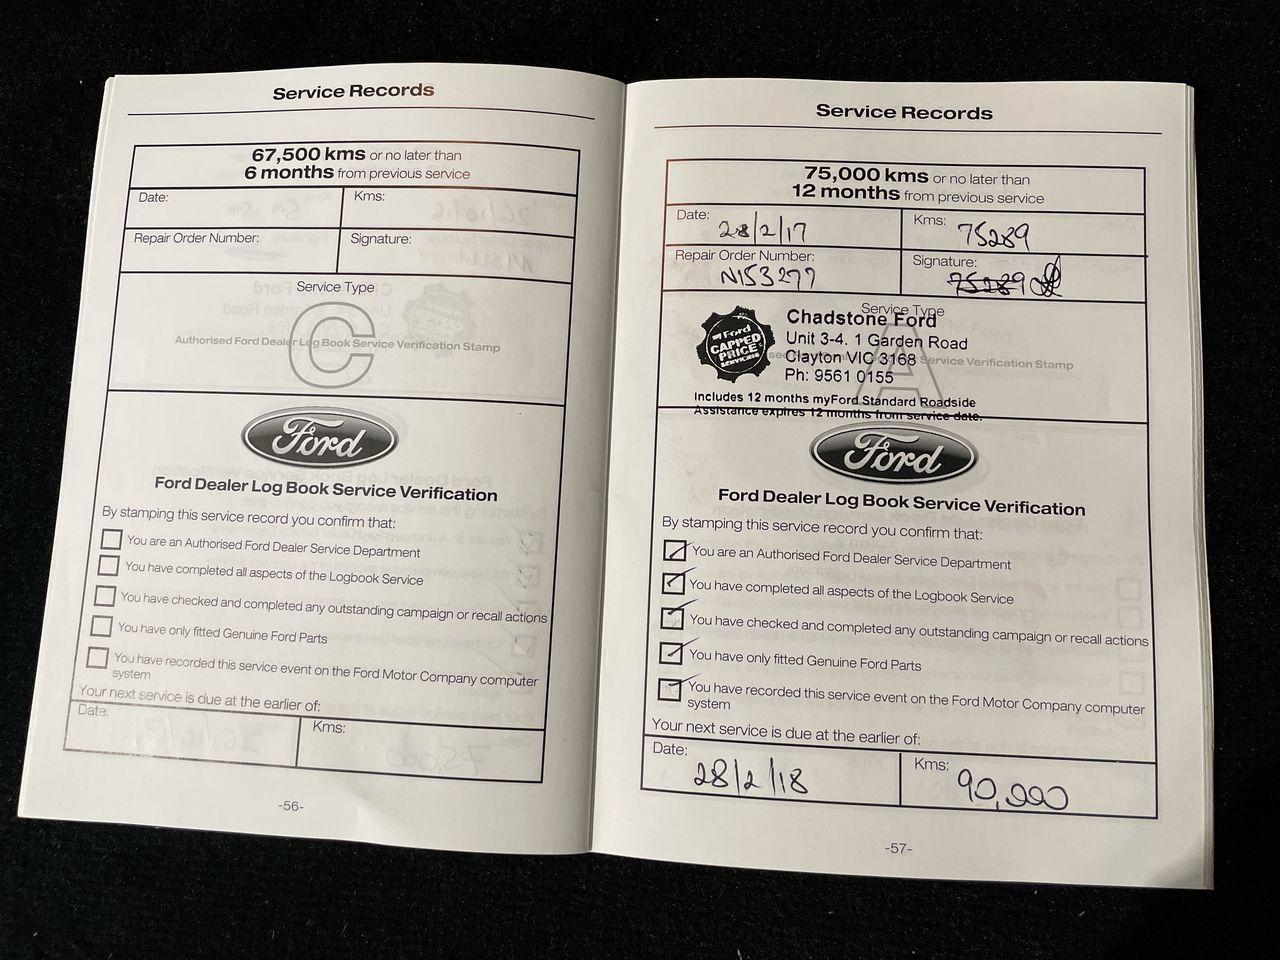 Service Records
67,500 kms or no later than
6 months from previous service
Date:
Kms:
Repair Order Number:
Signature:
Service Type
C
Authorised Ford Dealer Log Book Service Verification Stamp
Ford
Ford Dealer Log Book Service Verification
By stamping this service record you confirm that:
You are an Authorised Ford Dealer Service Department
You have completed all aspects of the Logbook Service
You have checked and completed any outstanding campaign or recall actions
You have only fitted Genuine Ford Parts
You have recorded this service event on the Ford Motor Company computer
system
Your next service is due at the earlier of:
Date:
Kms:
-56-
Service Records
75,000 kms or no later than
12 months from previous service
Date: 28/2/17
Kms: 75289
Repair Order Number:
N153277
Signature:
75289
Service Type
A
Ford
CAPPED
PRICE
SERVICING
Chadstone Ford
Unit 3-4. 1 Garden Road
Clayton VIC 3168
Service Verification Stamp
Ph: 9561 0155
Includes 12 months myFord Standard Roadside
Assistance expires 12 months from service date.
Ford
Ford Dealer Log Book Service Verification
By stamping this service record you confirm that:
You are an Authorised Ford Dealer Service Department
You have completed all aspects of the Logbook Service
You have checked and completed any outstanding campaign or recall actions
You have only fitted Genuine Ford Parts
You have recorded this service event on the Ford Motor Company computer
system
Your next service is due at the earlier of:
Date:
28/2/18
Kms:
90,000
-57-